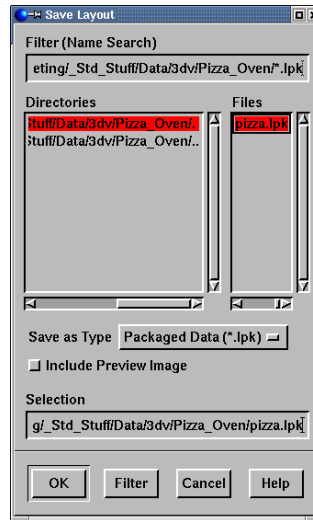 Save Layout
Filter (Name Search)
eting/_Std_Stuff/Data/3dv/Pizza_Oven/*.lpk
Directories Files
Stuff/Data/3dv/Pizza_Oven/. pizza.lpk
Stuff/Data/3dv/Pizza_Oven/..
Save as Type Packaged Data (*.lpk)
Include Preview Image
Selection
g/_Std_Stuff/Data/3dv/Pizza_Oven/pizza.lpk
OK Filter Cancel Help